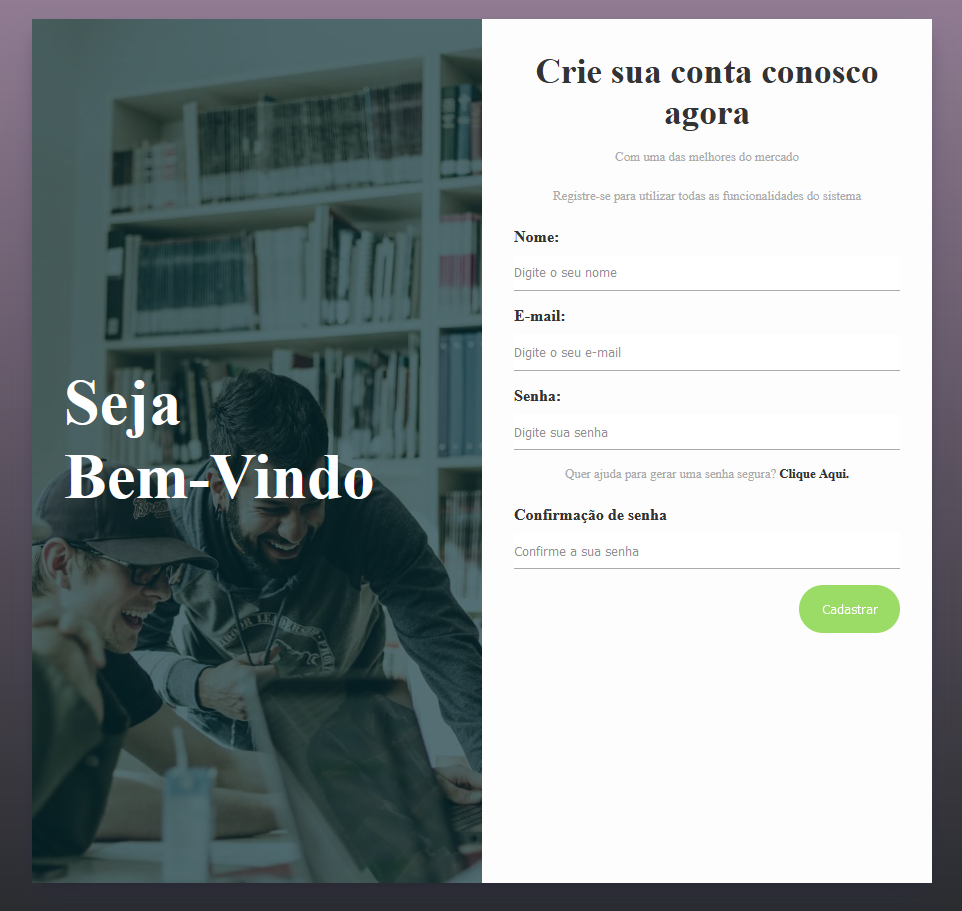 Seja
Bem-Vindo
Crie sua conta conosco
agora
Com uma das melhores do mercado
Registre-se para utilizar todas as funcionalidades do sistema
Nome:
Digite o seu nome
E-mail:
Digite o seu e-mail
Senha:
Digite sua senha
Quer ajuda para gerar uma senha segura? Clique Aqui.
Confirmação de senha
Confirme a sua senha
Cadastrar